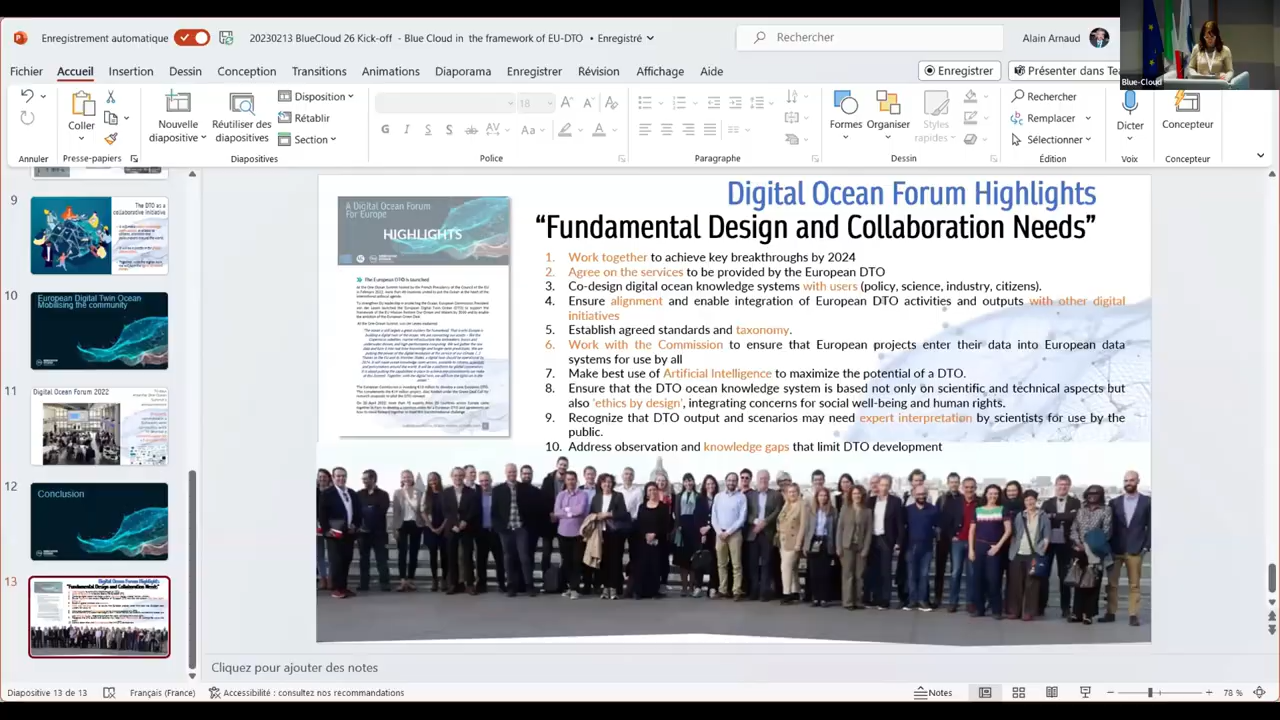 Enregistrement automatique
20230213 BlueCloud 26 Kick-off - Blue Cloud in the framework of EU-DTO • Enregistré
Rechercher
Alain Arnaud
Fichier Accueil Insertion Dessin Conception Transitions Animations Diaporama Enregistrer Révision Affichage Aide
Enregistrer
Présenter dans Tea
Blue-Cloud
Coller
Nouvelle diapositive
Réutiliser des diapositives
Disposition
Rétablir
Section
18
G I S S ab AV Aa A
Formes
Organiser
Styles rapides
Rechercher
Remplacer
Sélectionner
Dicter
Concepteur
Annuler Presse-papiers Diapositives Police Paragraphe Dessin Édition Voix Concepteur
9
The DTO as a
collaborative initiative
10
European Digital Twin Ocean
Mobilising the community
11
Digital Ocean Forum 2022
12
Conclusion
13
Digital Ocean Forum Highlights
"Fundamental Design and Collaboration Needs"
A Digital Ocean Forum
For Europe
HIGHLIGHTS
The European DTO is launched
Digital Ocean Forum Highlights
“Fundamental Design and Collaboration Needs”
together to achieve key breakthroughs by 2024
2. Agree on the services to be provided by the European DTO
3. Co-design digital ocean knowledge systems with users (policy, science, industry, citizens).
4. Ensure alignment and enable integration of European DTO activities and outputs with other digital
initiatives
5. Establish agreed standards and taxonomy.
6. Work with the Commission to ensure that European projects enter their data into European data
systems for use by all
7. Make best use of Artificial Intelligence to maximize the potential of a DTO.
8. Ensure that the DTO ocean knowledge system is based not only on scientific and technical aspects but
also ‘ethics by design’, integrating concerns for social well-being and human rights.
9. Recognize that DTO output and scenarios may need expert interpretation by scientists for use by the
public.
10. Address observation and knowledge gaps that limit DTO development
Cliquez pour ajouter des notes
Diapositive 13 de 13
Français (France)
Accessibilité : consultez nos recommandations
Notes
78 %